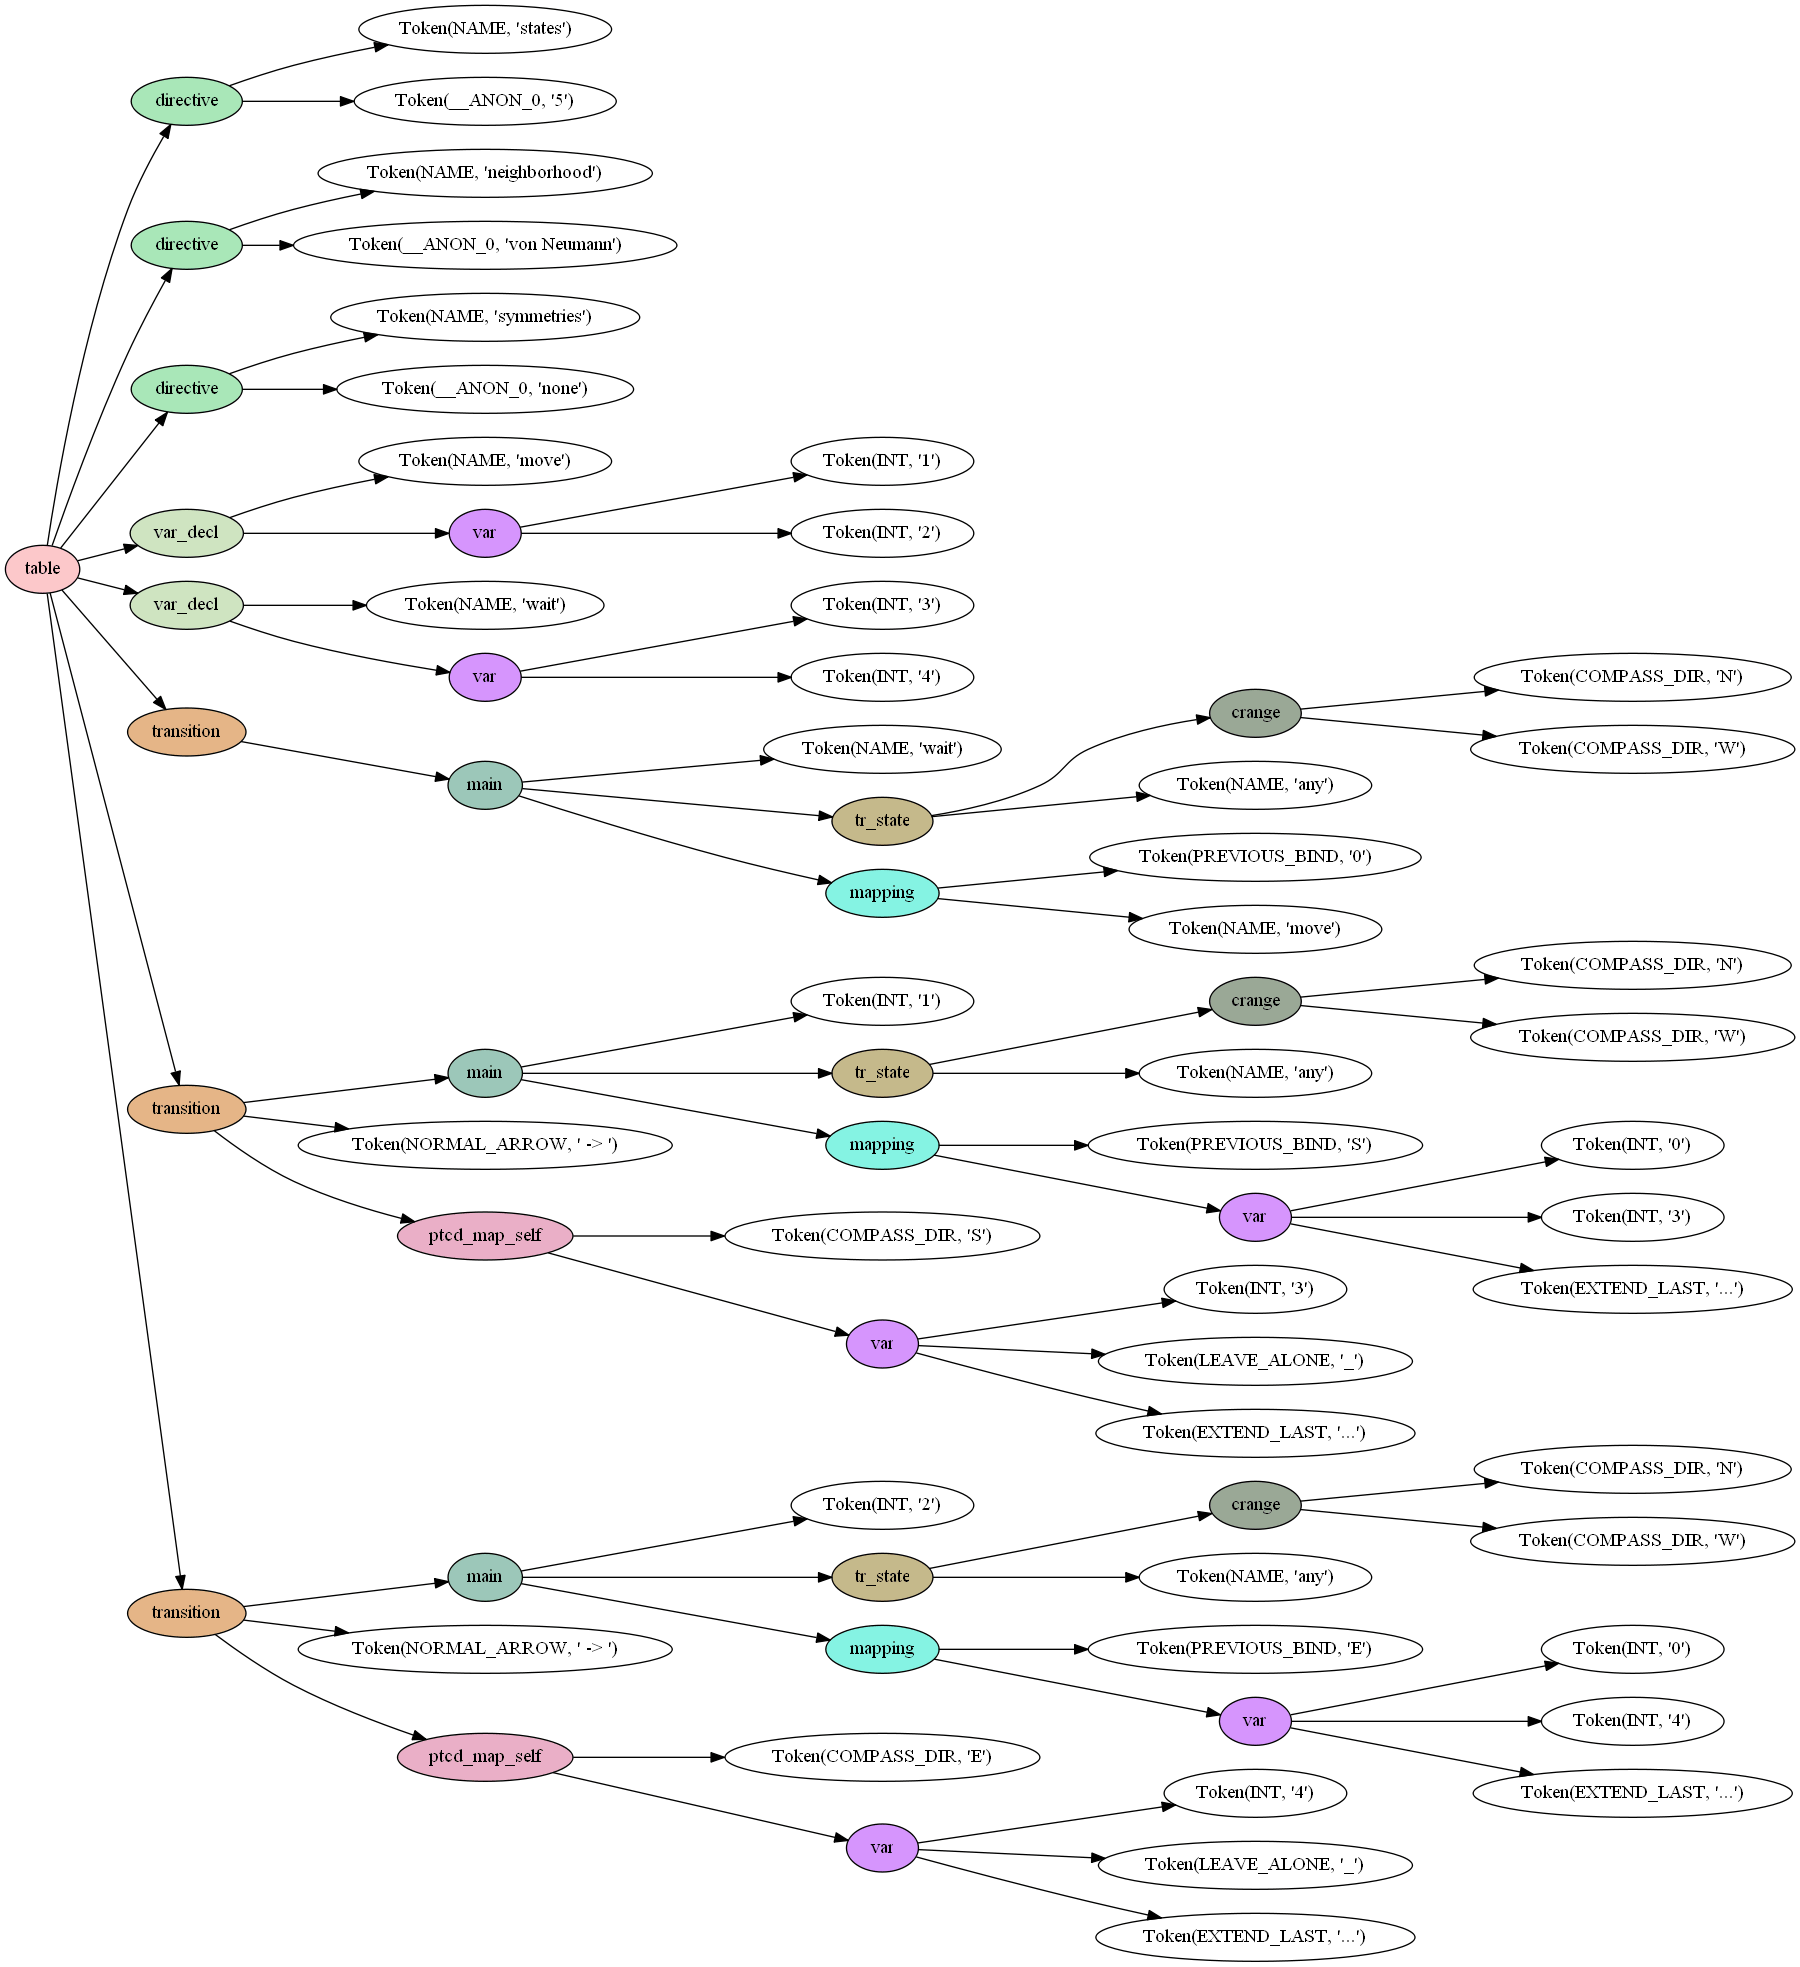 table
directive
Token(NAME, 'states')
Token(__ANON_0, '5')
directive
Token(NAME, 'neighborhood')
Token(__ANON_0, 'von Neumann')
directive
Token(NAME, 'symmetries')
Token(__ANON_0, 'none')
var_decl
Token(NAME, 'move')
var
Token(INT, '1')
Token(INT, '2')
var_decl
Token(NAME, 'wait')
var
Token(INT, '3')
Token(INT, '4')
transition
main
Token(NAME, 'wait')
tr_state
crange
Token(COMPASS_DIR, 'N')
Token(COMPASS_DIR, 'W')
Token(NAME, 'any')
mapping
Token(PREVIOUS_BIND, '0')
Token(NAME, 'move')
transition
main
Token(INT, '1')
tr_state
crange
Token(COMPASS_DIR, 'N')
Token(COMPASS_DIR, 'W')
Token(NAME, 'any')
mapping
Token(PREVIOUS_BIND, 'S')
var
Token(INT, '0')
Token(INT, '3')
Token(EXTEND_LAST, '...')
Token(NORMAL_ARROW, ' -> ')
ptcd_map_self
Token(COMPASS_DIR, 'S')
var
Token(INT, '3')
Token(LEAVE_ALONE, '_')
Token(EXTEND_LAST, '...')
transition
main
Token(INT, '2')
tr_state
crange
Token(COMPASS_DIR, 'N')
Token(COMPASS_DIR, 'W')
Token(NAME, 'any')
mapping
Token(PREVIOUS_BIND, 'E')
var
Token(INT, '0')
Token(INT, '4')
Token(EXTEND_LAST, '...')
Token(NORMAL_ARROW, ' -> ')
ptcd_map_self
Token(COMPASS_DIR, 'E')
var
Token(INT, '4')
Token(LEAVE_ALONE, '_')
Token(EXTEND_LAST, '...')